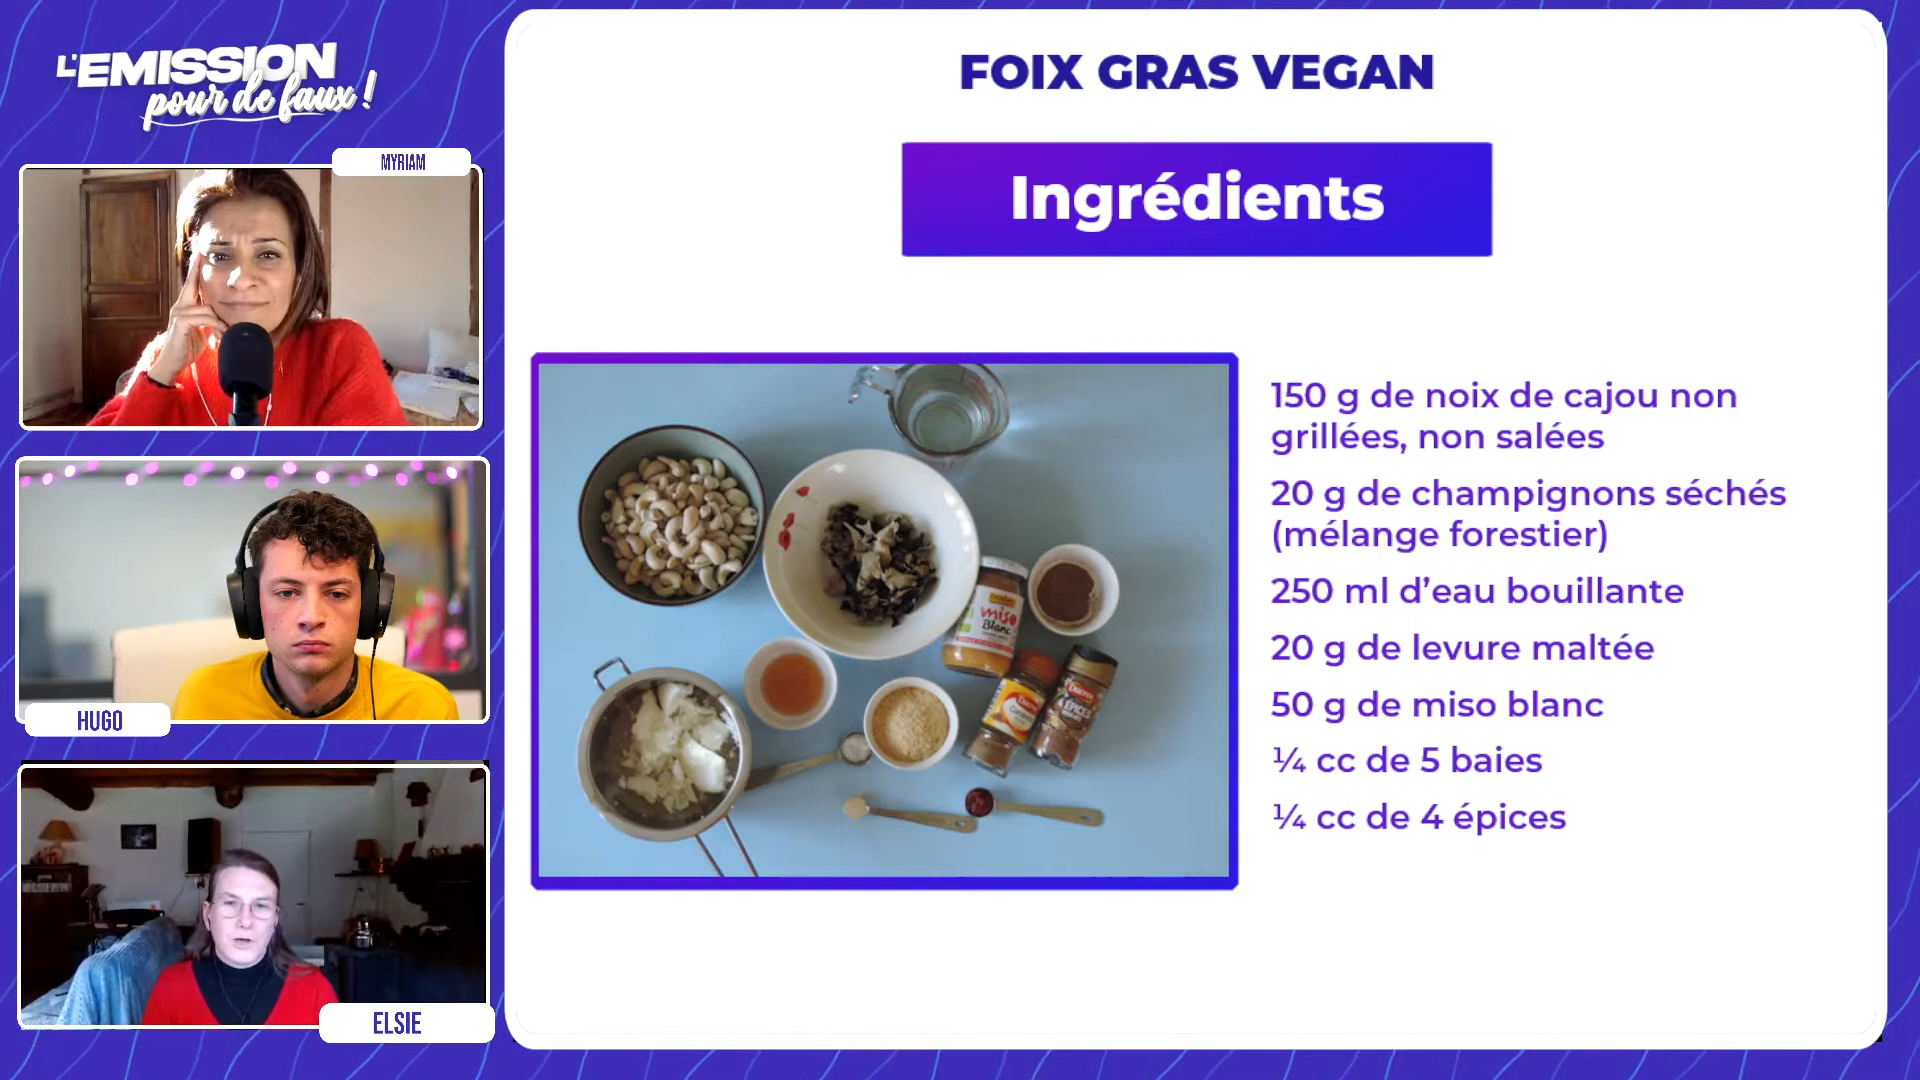 L'EMISSION
pour de faux !
MYRIAM
HUGO
ELSIE
FOIX GRAS VEGAN
Ingrédients
miso
Blanc
4 ÉPICES
150 g de noix de cajou non
grillées, non salées
20 g de champignons séchés
(mélange forestier)
250 ml d’eau bouillante
20 g de levure maltée
50 g de miso blanc
¼ cc de 5 baies
¼ cc de 4 épices